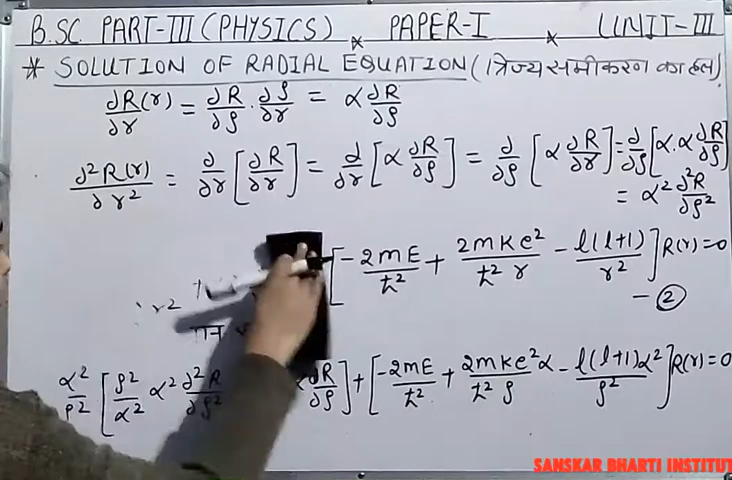 B.SC. PART-III (PHYSICS) * PAPER-I * UNIT-III
* SOLUTION OF RADIAL EQUATION (त्रिज्य समीकरण का हल)
∂R(r)/∂r = ∂R/∂ρ · ∂ρ/∂r = α ∂R/∂ρ
∂²R(r)/∂r² = ∂/∂r [∂R/∂r] = ∂/∂r [α ∂R/∂ρ] = ∂/∂ρ [α ∂R/∂r] = ∂/∂ρ [α.α ∂R/∂ρ]
= α² ∂²R/∂ρ²
[-2mE/ħ² + 2mKe²/ħ² r - l(l+1)/r²] R(r) = 0
- ②
α²/ρ² [ρ²/α² α² ∂²R/∂ρ² ∂R/∂ρ] + [-2mE/ħ² + 2mKe²α/ħ² ρ - l(l+1)α²/ρ²] R(r) = 0
SANSKAR BHARTI INSTITUT